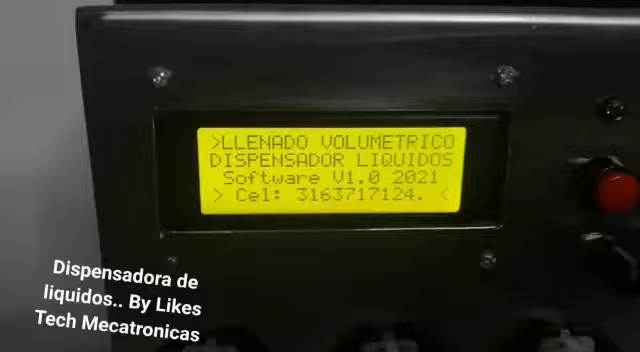 >LLENADO VOLUMETRICO
DISPENSADOR LIQUIDOS
Software V1.0 2021
> Cel: 3163717124. <
Dispensadora de
liquidos.. By Likes
Tech Mecatronicas